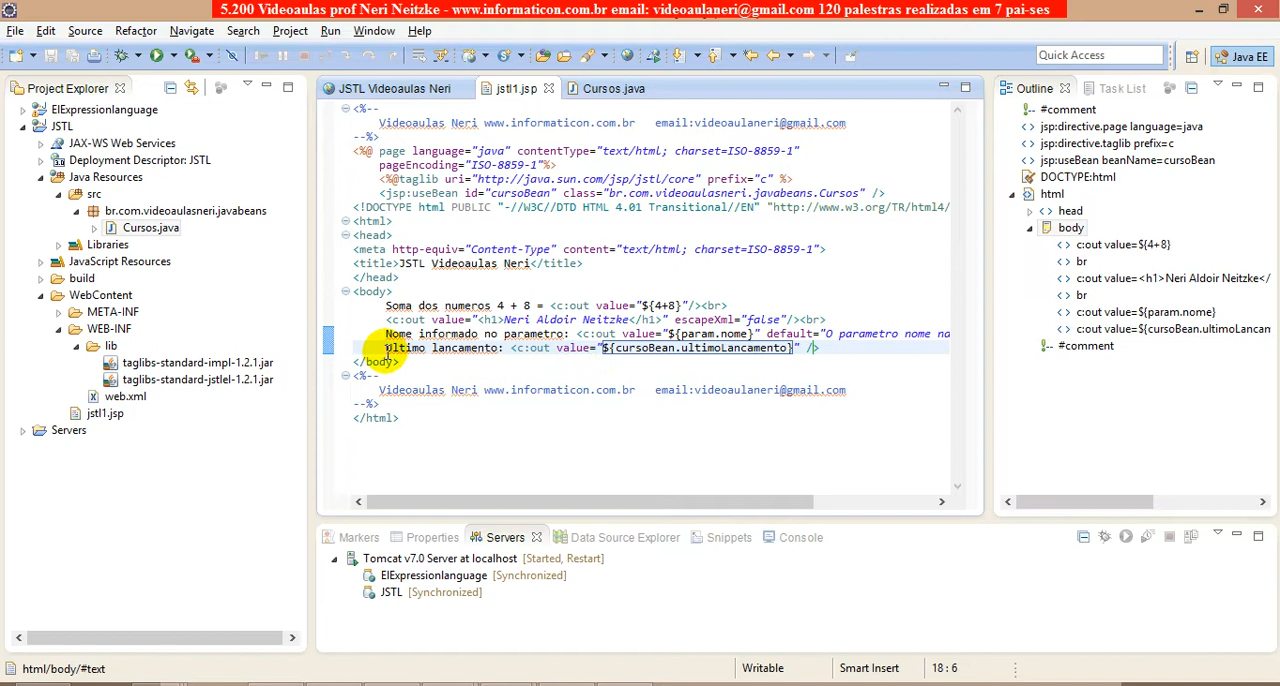 5.200 Videoaulas prof Neri Neitzke - www.informaticon.com.br email: videoaulaneri@gmail.com 120 palestras realizadas em 7 pai-ses
File Edit Source Refactor Navigate Search Project Run Window Help
Quick Access
Java EE
Project Explorer
ElExpressionlanguage
JSTL
JAX-WS Web Services
Deployment Descriptor: JSTL
Java Resources
src
br.com.videoaulasneri.javabeans
Cursos.java
Libraries
JavaScript Resources
build
WebContent
META-INF
WEB-INF
lib
taglibs-standard-impl-1.2.1.jar
taglibs-standard-jstlel-1.2.1.jar
web.xml
jstl1.jsp
Servers
JSTL Videoaulas Neri
jstl1.jsp
Cursos.java
<%--
Videoaulas Neri www.informaticon.com.br email:videoaulaneri@gmail.com
--%>
<%@ page language="java" contentType="text/html; charset=ISO-8859-1"
pageEncoding="ISO-8859-1"%>
<%@taglib uri="http://java.sun.com/jsp/jstl/core" prefix="c" %>
<jsp:useBean id="cursoBean" class="br.com.videoaulasneri.javabeans.Cursos" />
<!DOCTYPE html PUBLIC "-//W3C//DTD HTML 4.01 Transitional//EN" "http://www.w3.org/TR/html4/
<html>
<head>
<meta http-equiv="Content-Type" content="text/html; charset=ISO-8859-1">
<title>JSTL Videoaulas Neri</title>
</head>
<body>
Soma dos numeros 4 + 8 = <c:out value="${4+8}"/><br>
<c:out value="<h1>Neri Aldoir Neitzke</h1>" escapeXml="false"/><br>
Nome informado no parametro: <c:out value="${param.nome}" default="O parametro nome na
Ultimo lancamento: <c:out value="${cursoBean.ultimoLancamento}" />
</body>
<%--
Videoaulas Neri www.informaticon.com.br email:videoaulaneri@gmail.com
--%>
</html>
Outline
Task List
#comment
jsp:directive.page language=java
jsp:directive.taglib prefix=c
jsp:useBean beanName=cursoBean
DOCTYPE:html
html
head
body
c:out value=${4+8}
br
c:out value=<h1>Neri Aldoir Neitzke</
br
c:out value=${param.nome}
c:out value=${cursoBean.ultimoLancam
#comment
Markers
Properties
Servers
Data Source Explorer
Snippets
Console
Tomcat v7.0 Server at localhost [Started, Restart]
ElExpressionlanguage [Synchronized]
JSTL [Synchronized]
html/body/#text
Writable
Smart Insert
18 : 6